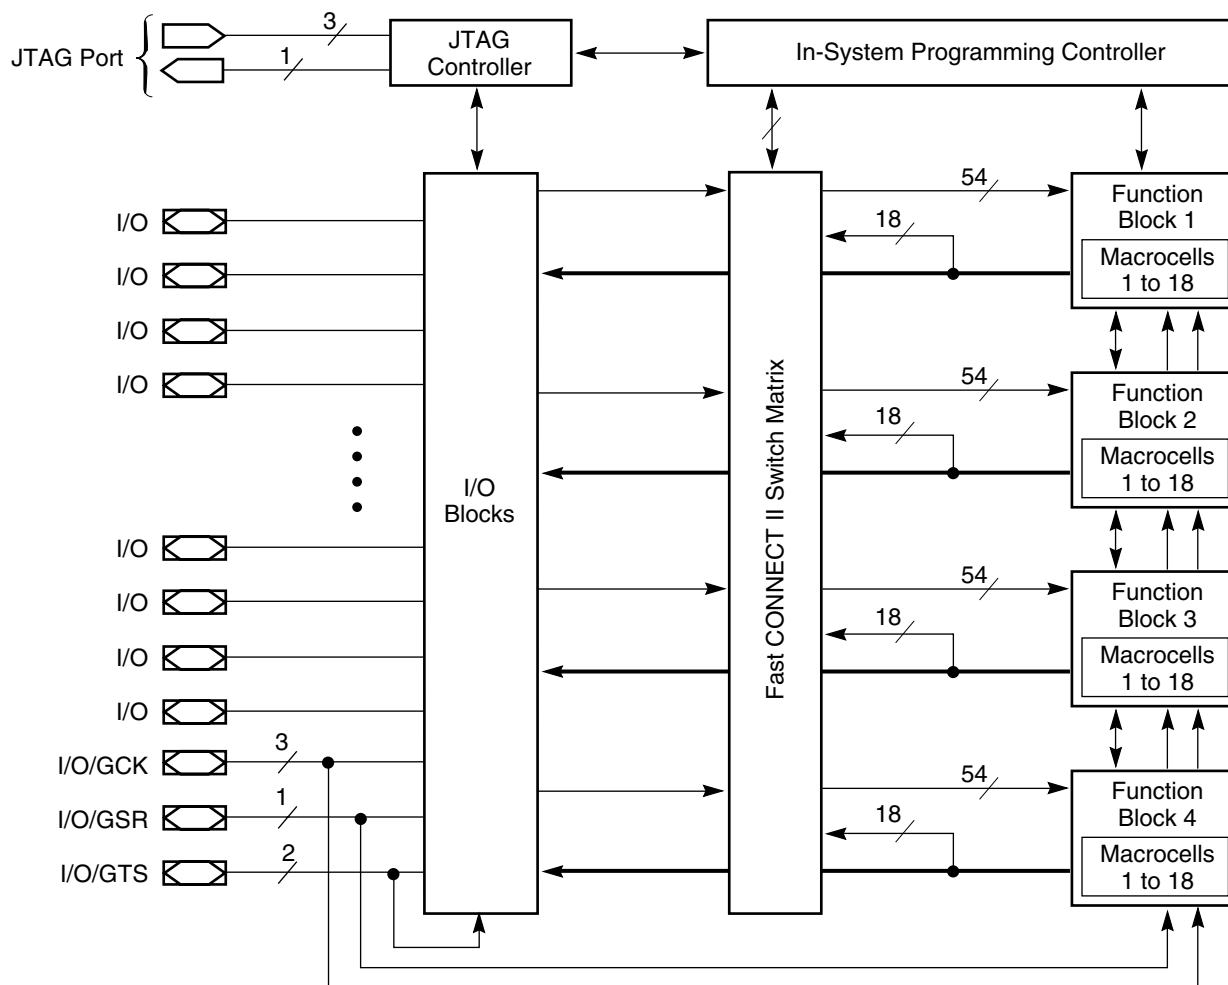 JTAG Port
3
1
JTAG
Controller
In-System Programming Controller
I/O
I/O
I/O
I/O
I/O
I/O
I/O
I/O
I/O/GCK
3
I/O/GSR
1
I/O/GTS
2
I/O
Blocks
Fast CONNECT II Switch Matrix
54
18
Function
Block 1
Macrocells
1 to 18
54
18
Function
Block 2
Macrocells
1 to 18
54
18
Function
Block 3
Macrocells
1 to 18
54
18
Function
Block 4
Macrocells
1 to 18